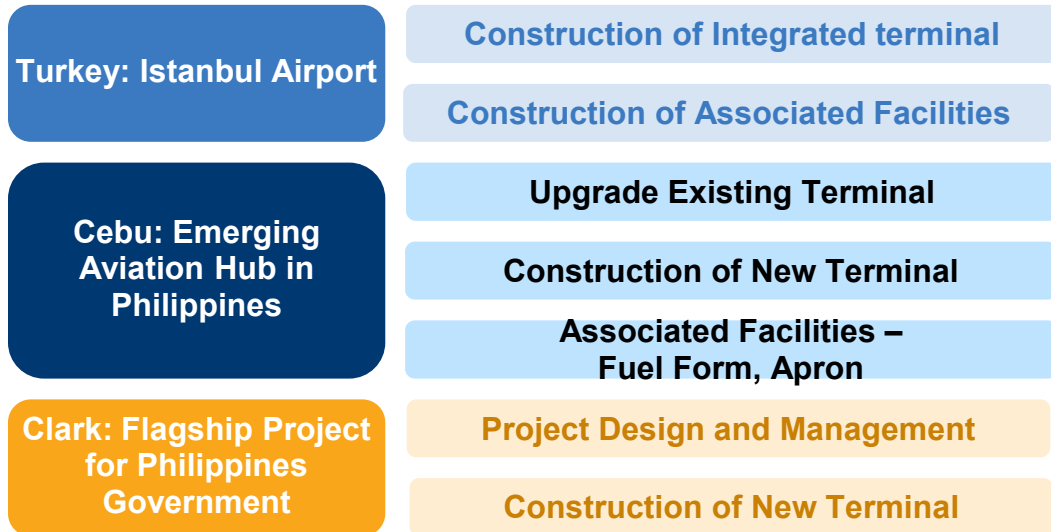 Turkey: Istanbul Airport
Construction of Integrated terminal
Construction of Associated Facilities
Cebu: Emerging
Aviation Hub in
Philippines
Upgrade Existing Terminal
Construction of New Terminal
Associated Facilities –
Fuel Form, Apron
Clark: Flagship Project
for Philippines
Government
Project Design and Management
Construction of New Terminal